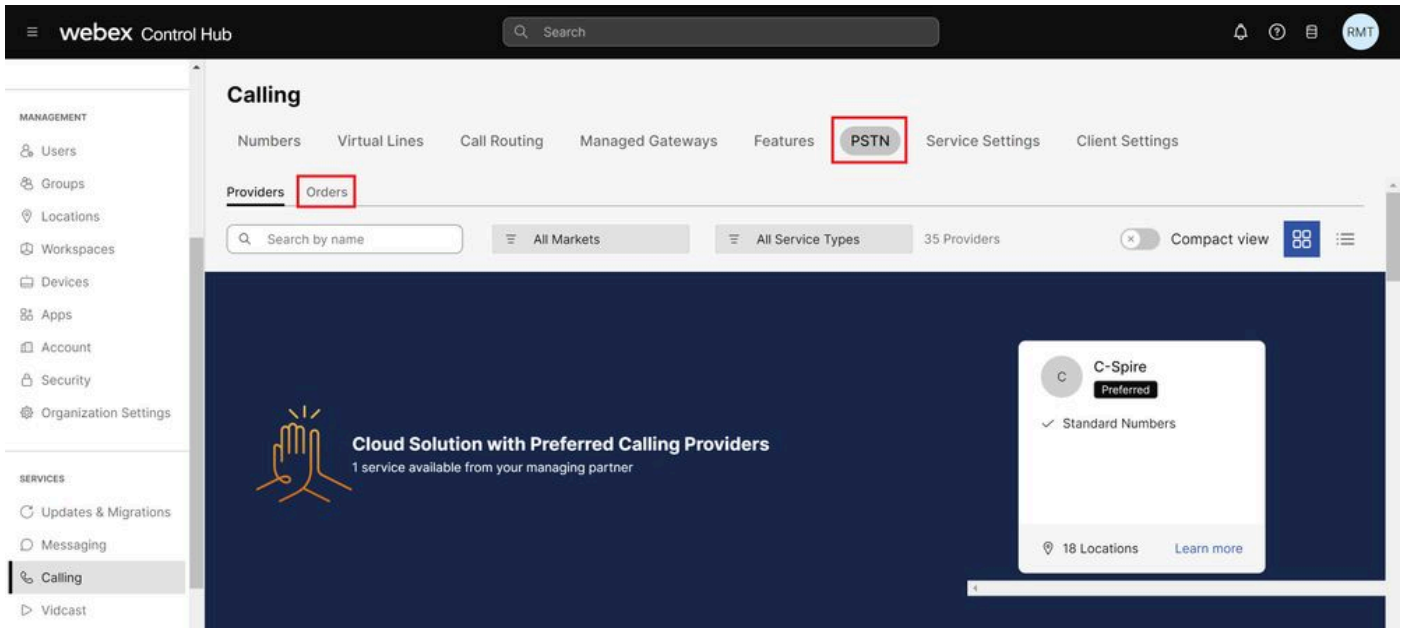 webex Control Hub
Search
RMT
MANAGEMENT
Users
Groups
Locations
Workspaces
Devices
Apps
Account
Security
Organization Settings
SERVICES
Updates & Migrations
Messaging
Calling
Vidcast
Calling
Numbers Virtual Lines Call Routing Managed Gateways Features PSTN Service Settings Client Settings
Providers Orders
Search by name All Markets All Service Types 35 Providers Compact view
Cloud Solution with Preferred Calling Providers
1 service available from your managing partner
C
C-Spire
Preferred
Standard Numbers
18 Locations Learn more